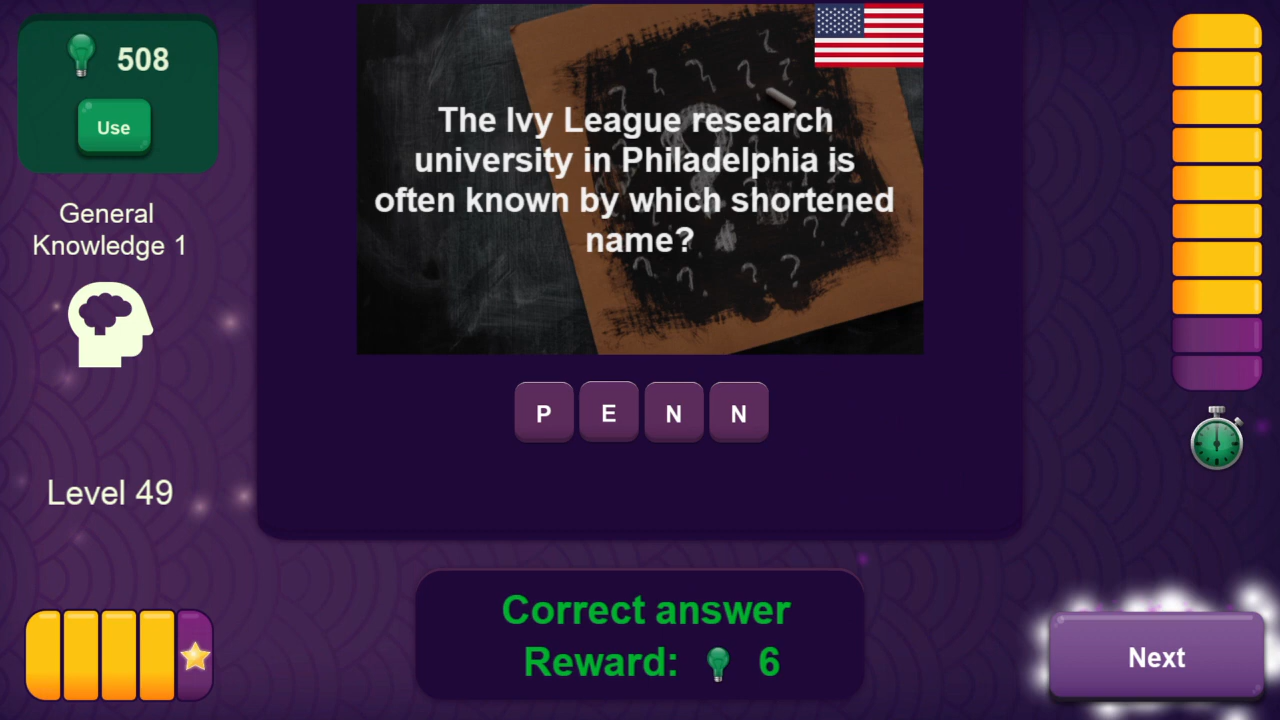 508
Use
General
Knowledge 1
Level 49
The Ivy League research
university in Philadelphia is
often known by which shortened
name?
P E N N
Correct answer
Reward: 6
Next